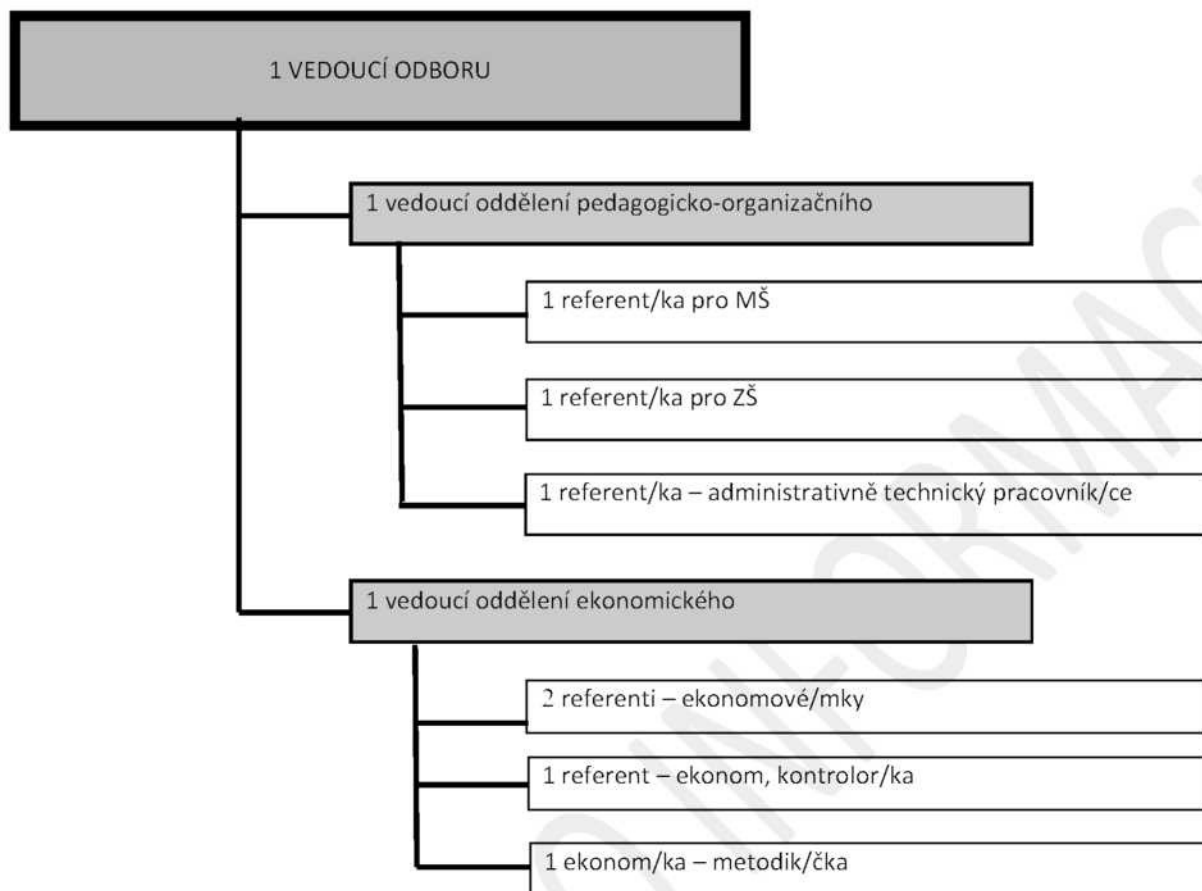 1 VEDOUCÍ ODBORU
1 vedoucí oddělení pedagogicko-organizačního
1 referent/ka pro MŠ
1 referent/ka pro ZŠ
1 referent/ka – administrativně technický pracovník/ce
1 vedoucí oddělení ekonomického
2 referenti – ekonomové/mky
1 referent – ekonom, kontrolor/ka
1 ekonom/ka – metodik/čka